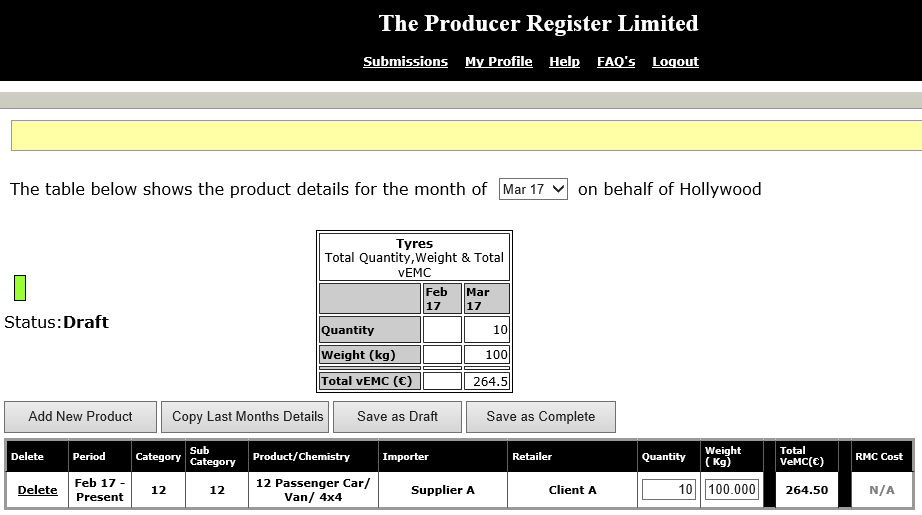 The Producer Register Limited
Submissions My Profile Help FAQ's Logout
The table below shows the product details for the month of Mar 17 on behalf of Hollywood
Tyres
Total Quantity,Weight & Total
vEMC
Feb Mar
17 17
Quantity 10
Weight (kg) 100
Total vEMC (€) 264.5
Status:Draft
Add New Product Copy Last Months Details Save as Draft Save as Complete
Delete Period Category Sub Category Product/Chemistry Importer Retailer Quantity Weight ( Kg) Total VeMC(€) RMC Cost
Delete Feb 17 - Present 12 12 12 Passenger Car/ Van/ 4x4 Supplier A Client A 10 100.000 264.50 N/A